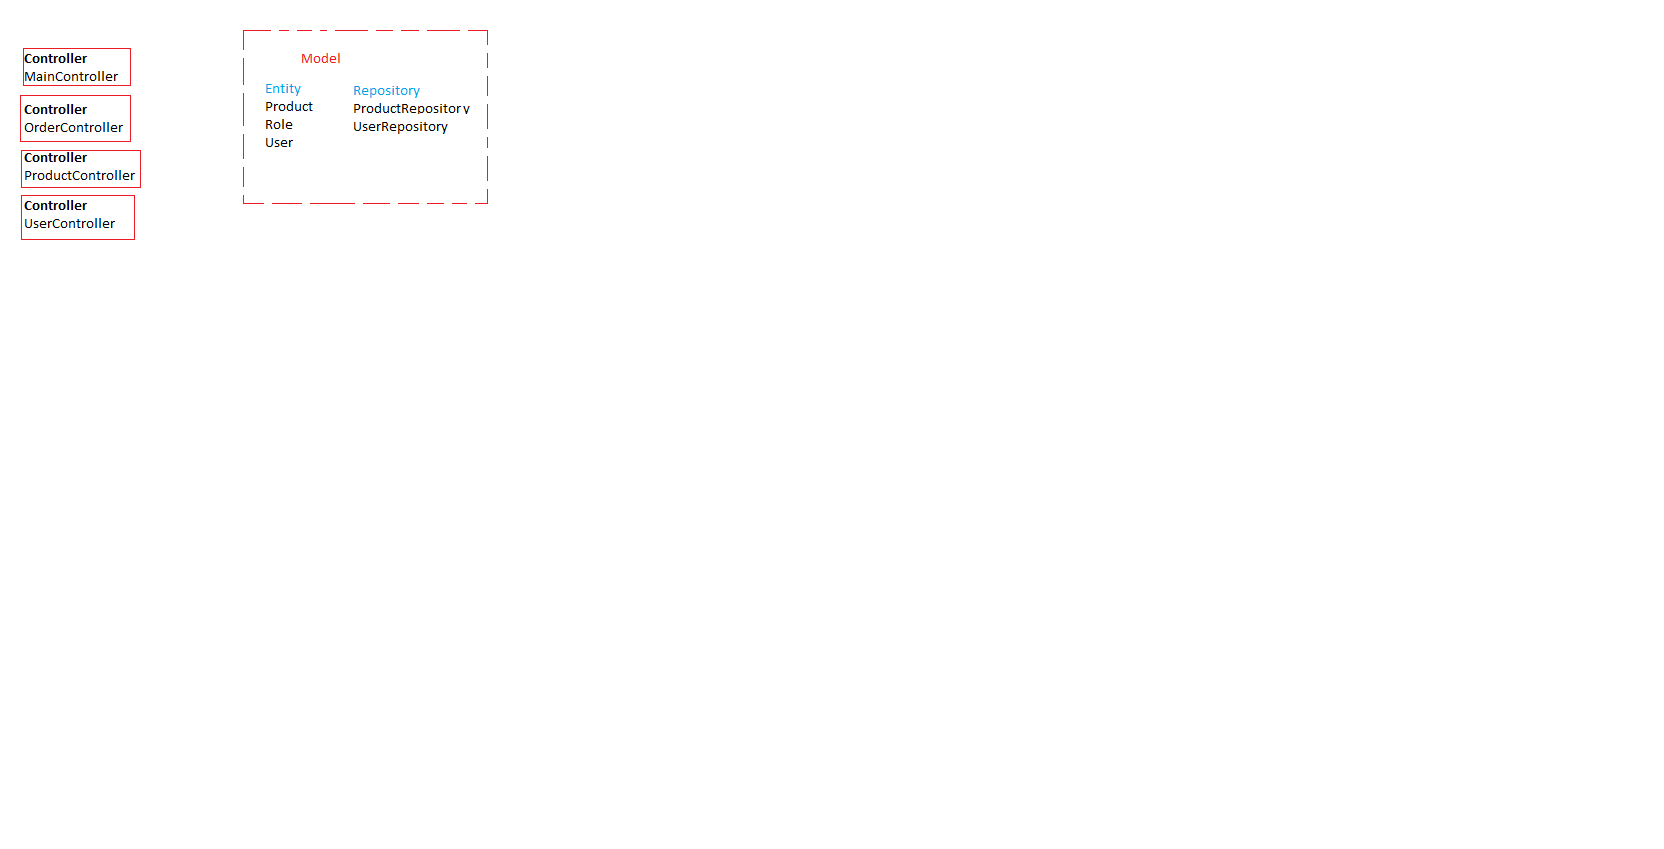 Controller
MainController
Controller
OrderController
Controller
ProductController
Controller
UserController
Model
Entity
Product
Role
User
Repository
ProductRepository
UserRepository